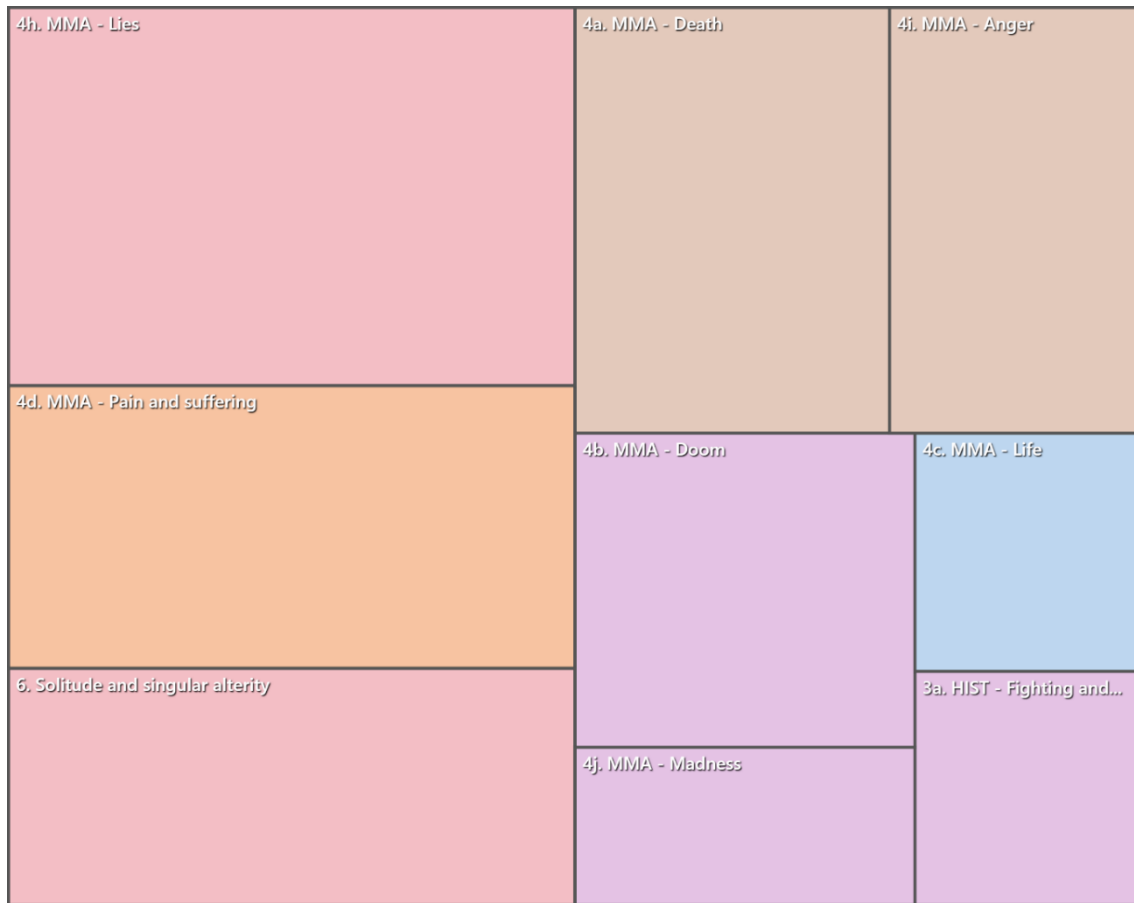 4h. MMA - Lies
4a. MMA - Death
4i. MMA - Anger
4d. MMA - Pain and suffering
4b. MMA - Doom
4c. MMA - Life
6. Solitude and singular alterity
3a. HIST - Fighting and...
4j. MMA - Madness